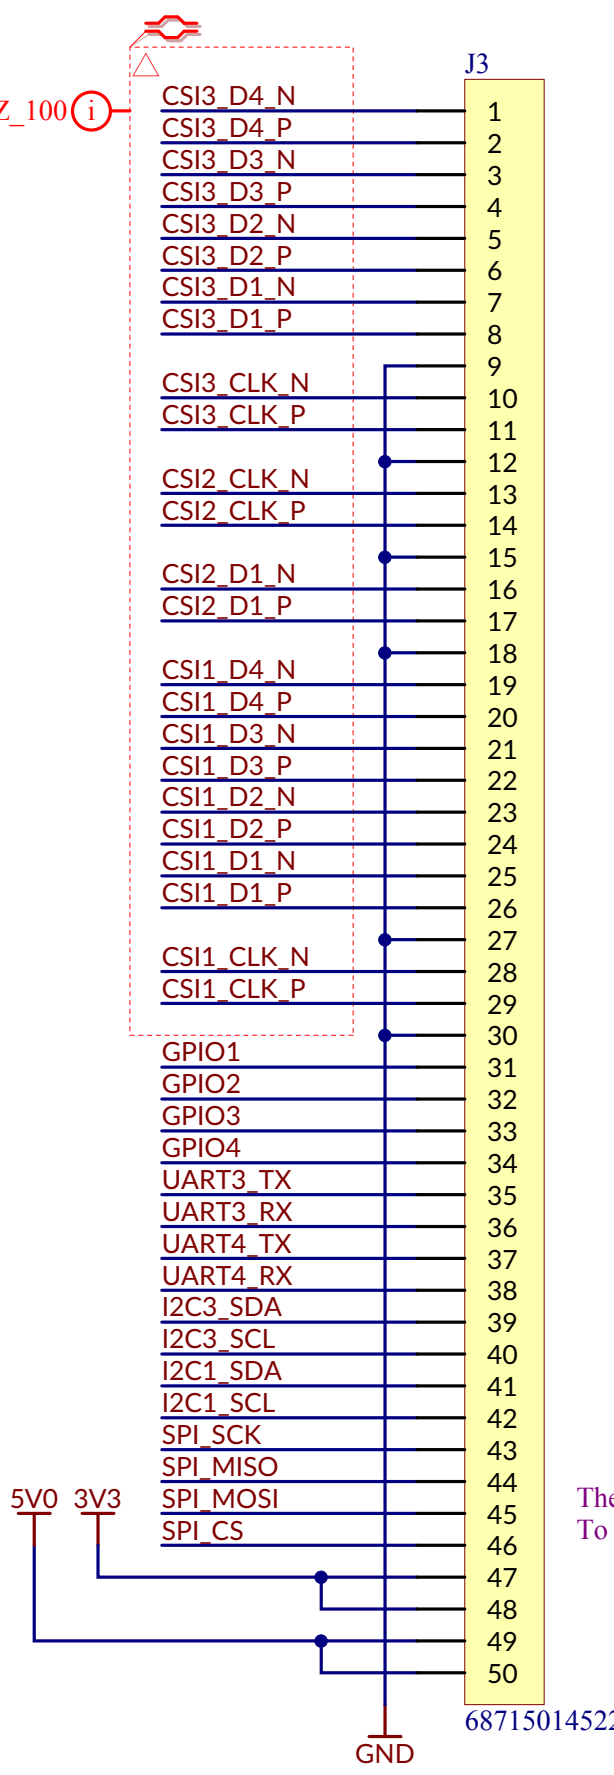 J3
CSI3_D4_N 1
Z_100 i
CSI3_D4_P 2
CSI3_D3_N 3
CSI3_D3_P 4
CSI3_D2_N 5
CSI3_D2_P 6
CSI3_D1_N 7
CSI3_D1_P 8
9
CSI3_CLK_N 10
CSI3_CLK_P 11
12
CSI2_CLK_N 13
CSI2_CLK_P 14
15
CSI2_D1_N 16
CSI2_D1_P 17
18
CSI1_D4_N 19
CSI1_D4_P 20
CSI1_D3_N 21
CSI1_D3_P 22
CSI1_D2_N 23
CSI1_D2_P 24
CSI1_D1_N 25
CSI1_D1_P 26
27
CSI1_CLK_N 28
CSI1_CLK_P 29
30
GPIO1 31
GPIO2 32
GPIO3 33
GPIO4 34
UART3_TX 35
UART3_RX 36
UART4_TX 37
UART4_RX 38
I2C3_SDA 39
I2C3_SCL 40
I2C1_SDA 41
I2C1_SCL 42
SPI_SCK 43
SPI_MISO 44
5V0 3V3 SPI_MOSI 45
The
To
SPI_CS 46
47
48
49
50
68715014522
GND